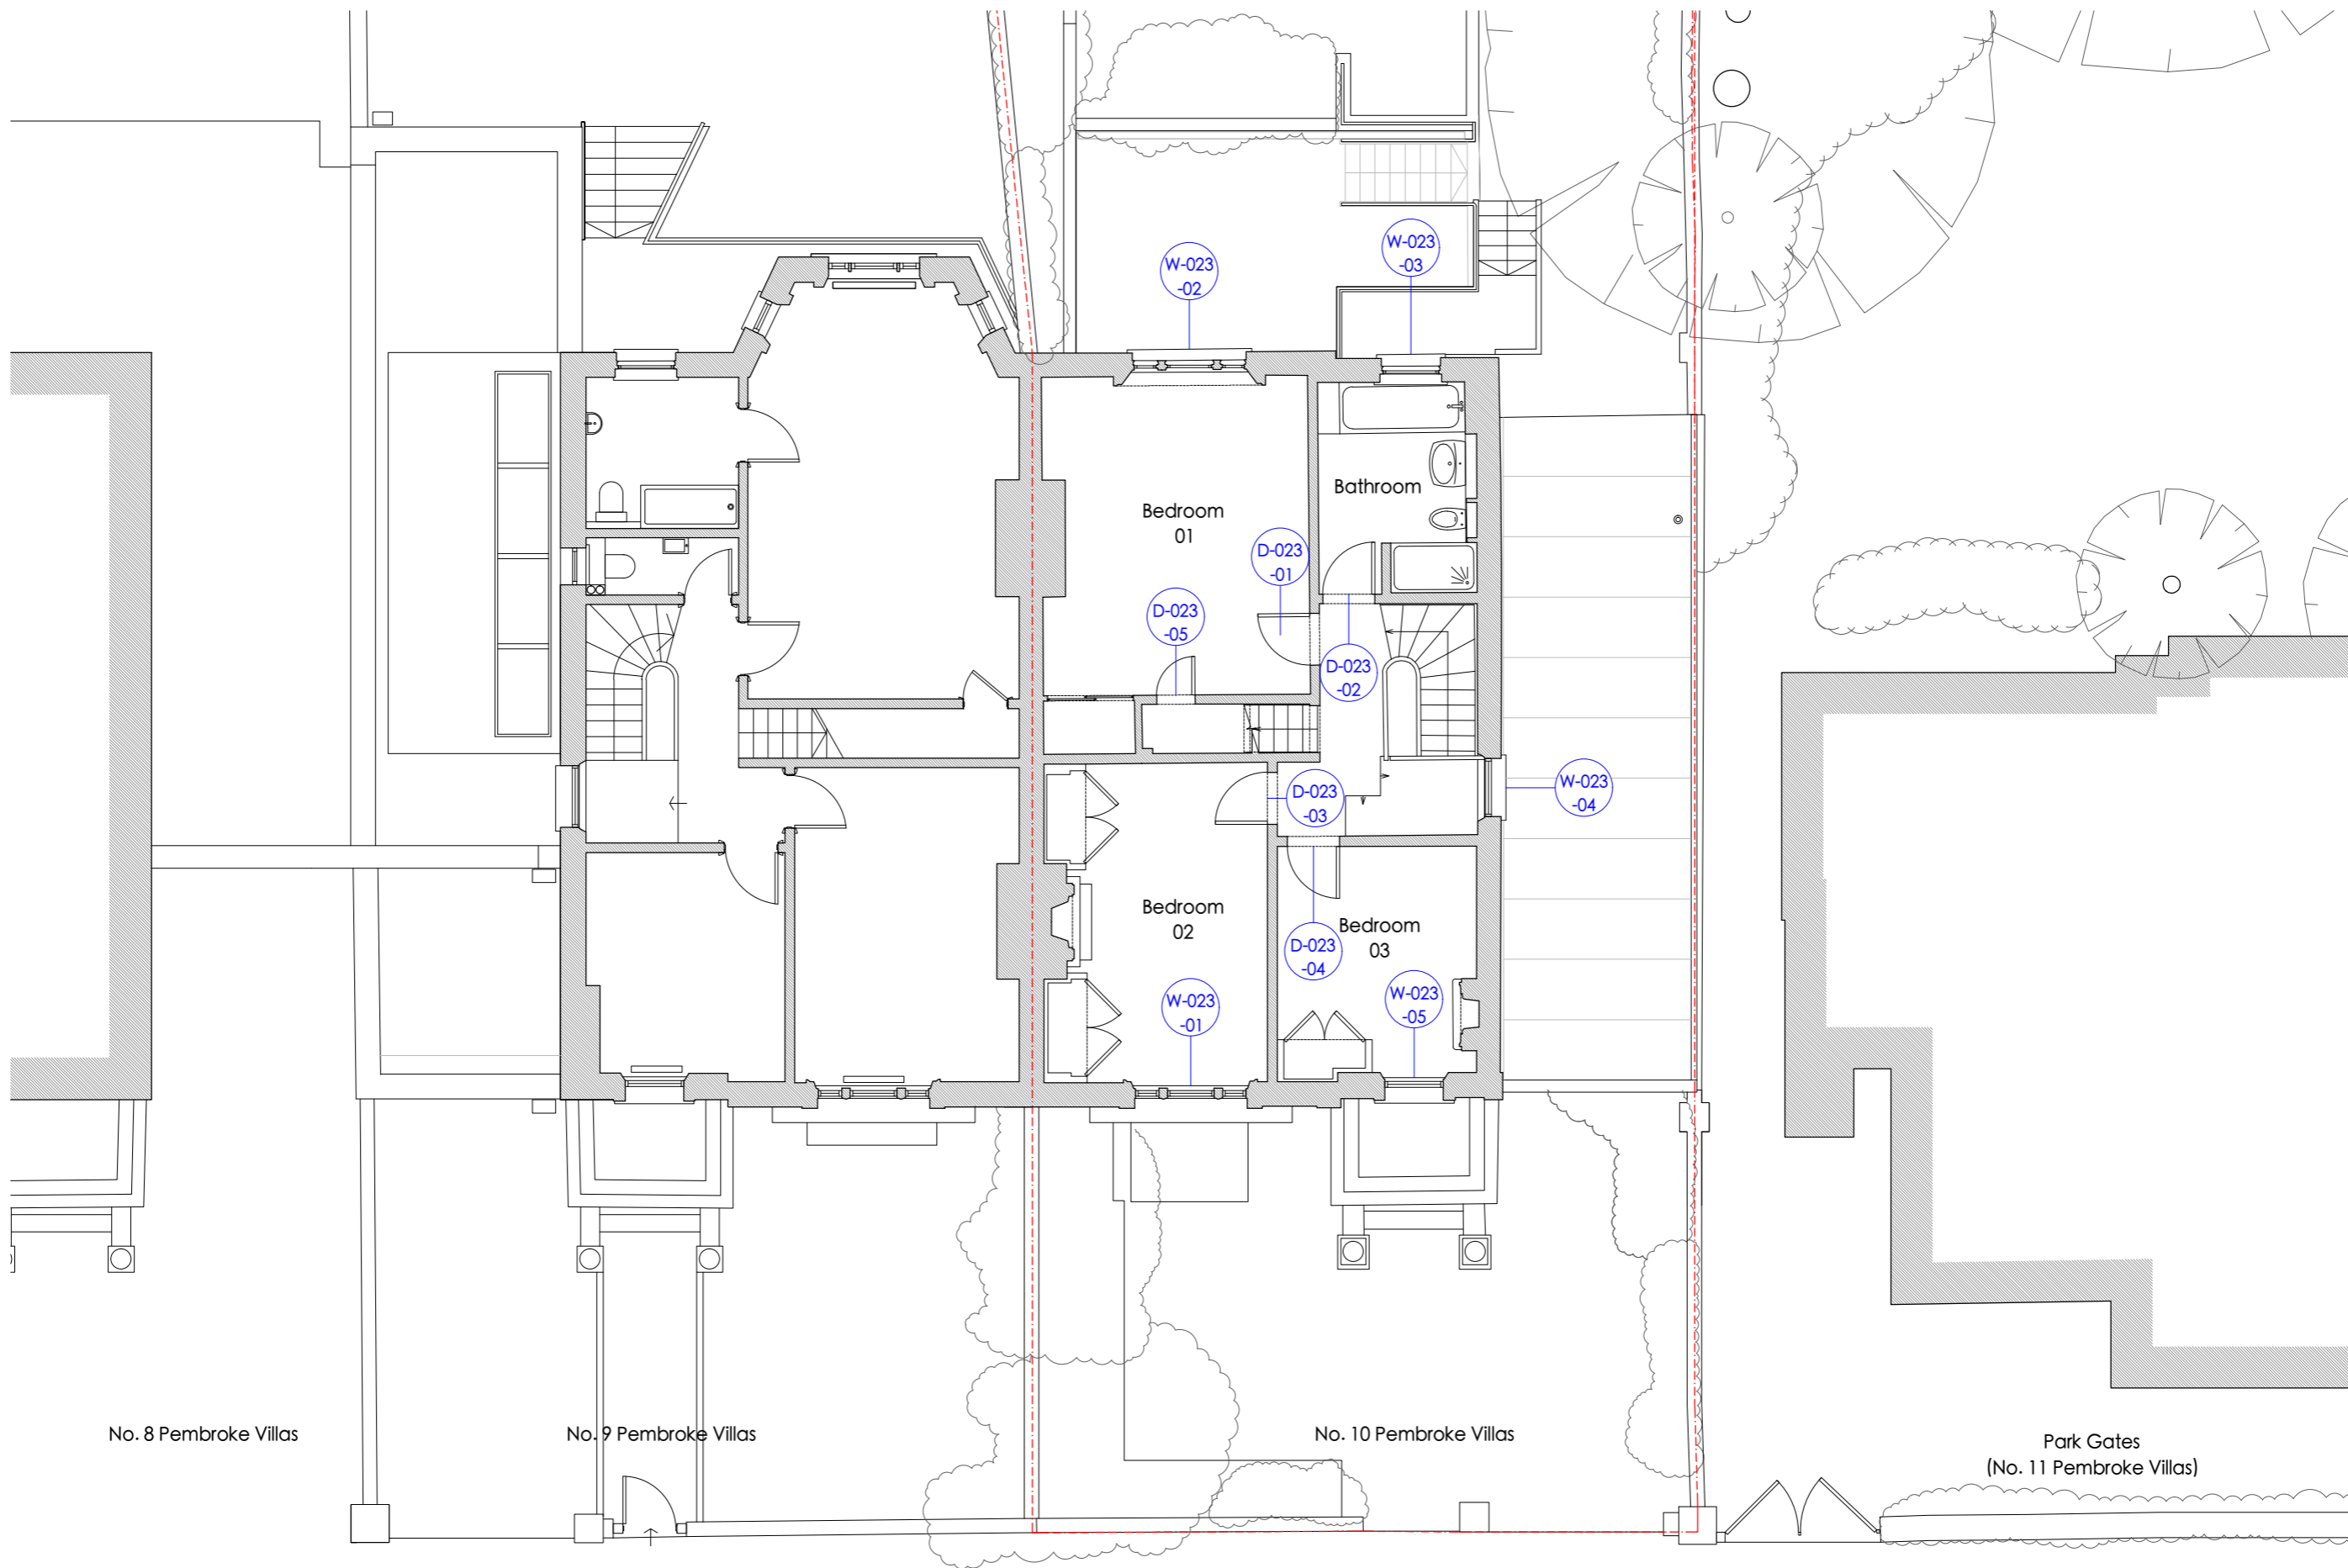 W-023
-02
W-023
-03
Bathroom
Bedroom
01
D-023
-01
D-023
-05
D-023
-02
D-023
-03
W-023
-04
Bedroom
02
Bedroom
03
D-023
-04
W-023
-01
W-023
-05
No. 8 Pembroke Villas
No. 9 Pembroke Villas
No. 10 Pembroke Villas
Park Gates
(No. 11 Pembroke Villas)